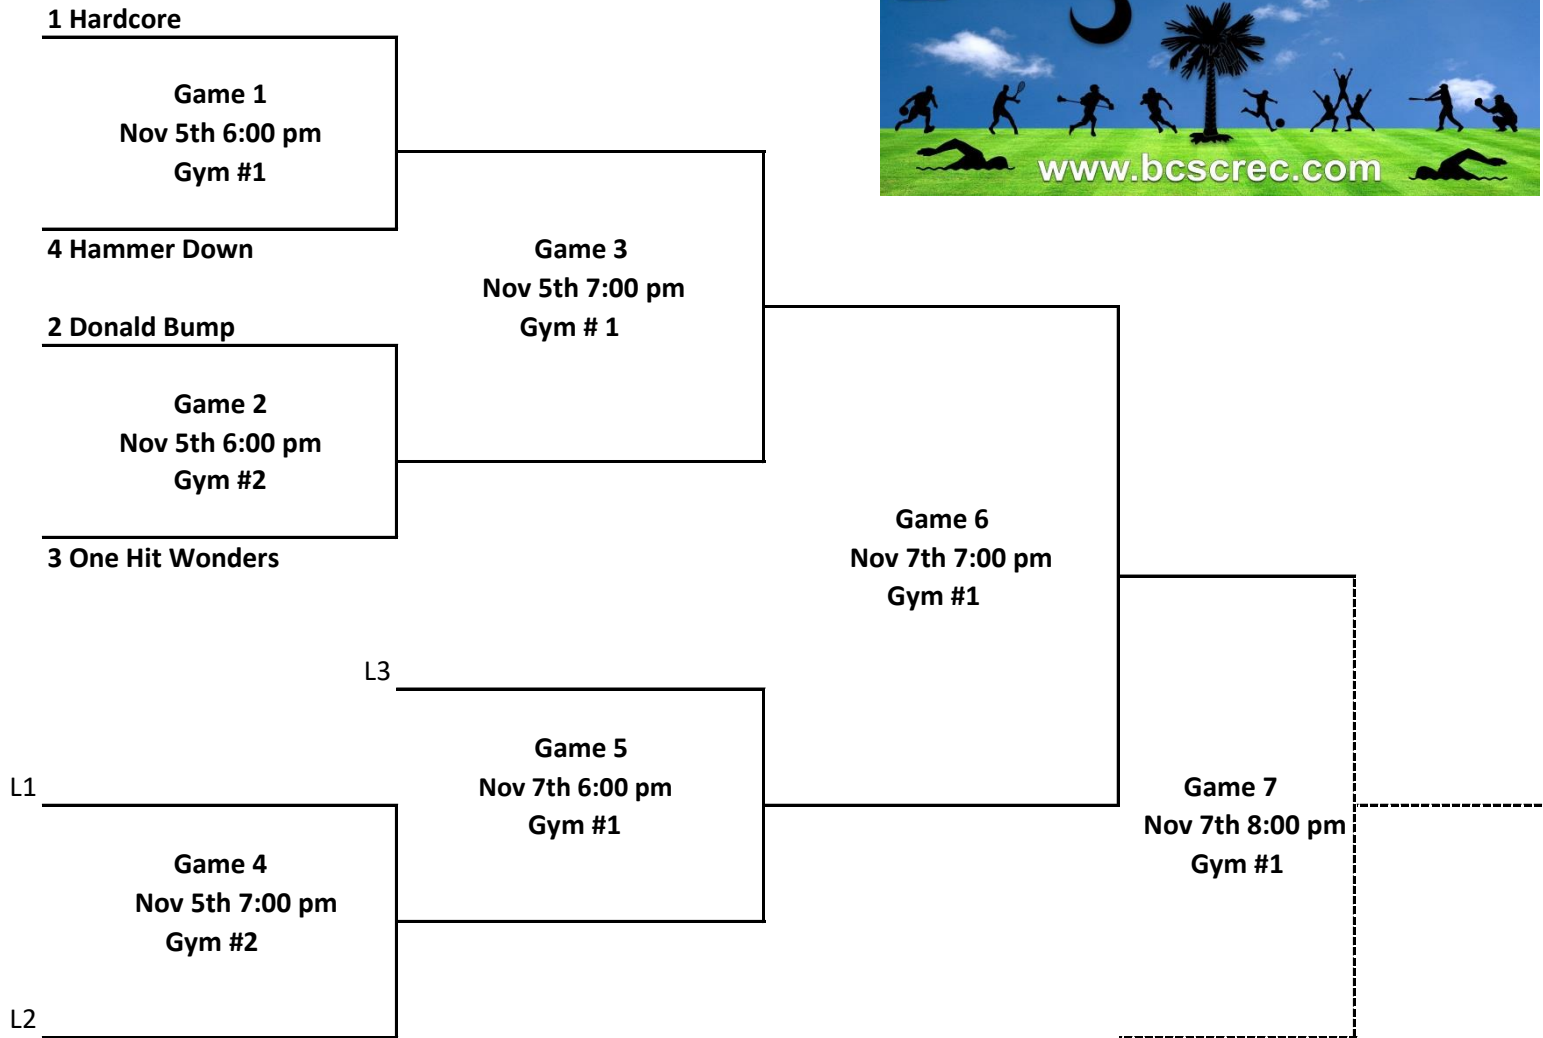 1 Hardcore
Game 1
Nov 5th 6:00 pm
Gym #1
4 Hammer Down
www.bcscrec.com
Game 3
Nov 5th 7:00 pm
Gym # 1
2 Donald Bump
Game 2
Nov 5th 6:00 pm
Gym #2
3 One Hit Wonders
Game 6
Nov 7th 7:00 pm
Gym #1
L3
Game 5
Nov 7th 6:00 pm
Gym #1
L1
Game 4
Nov 5th 7:00 pm
Gym #2
L2
Game 7
Nov 7th 8:00 pm
Gym #1